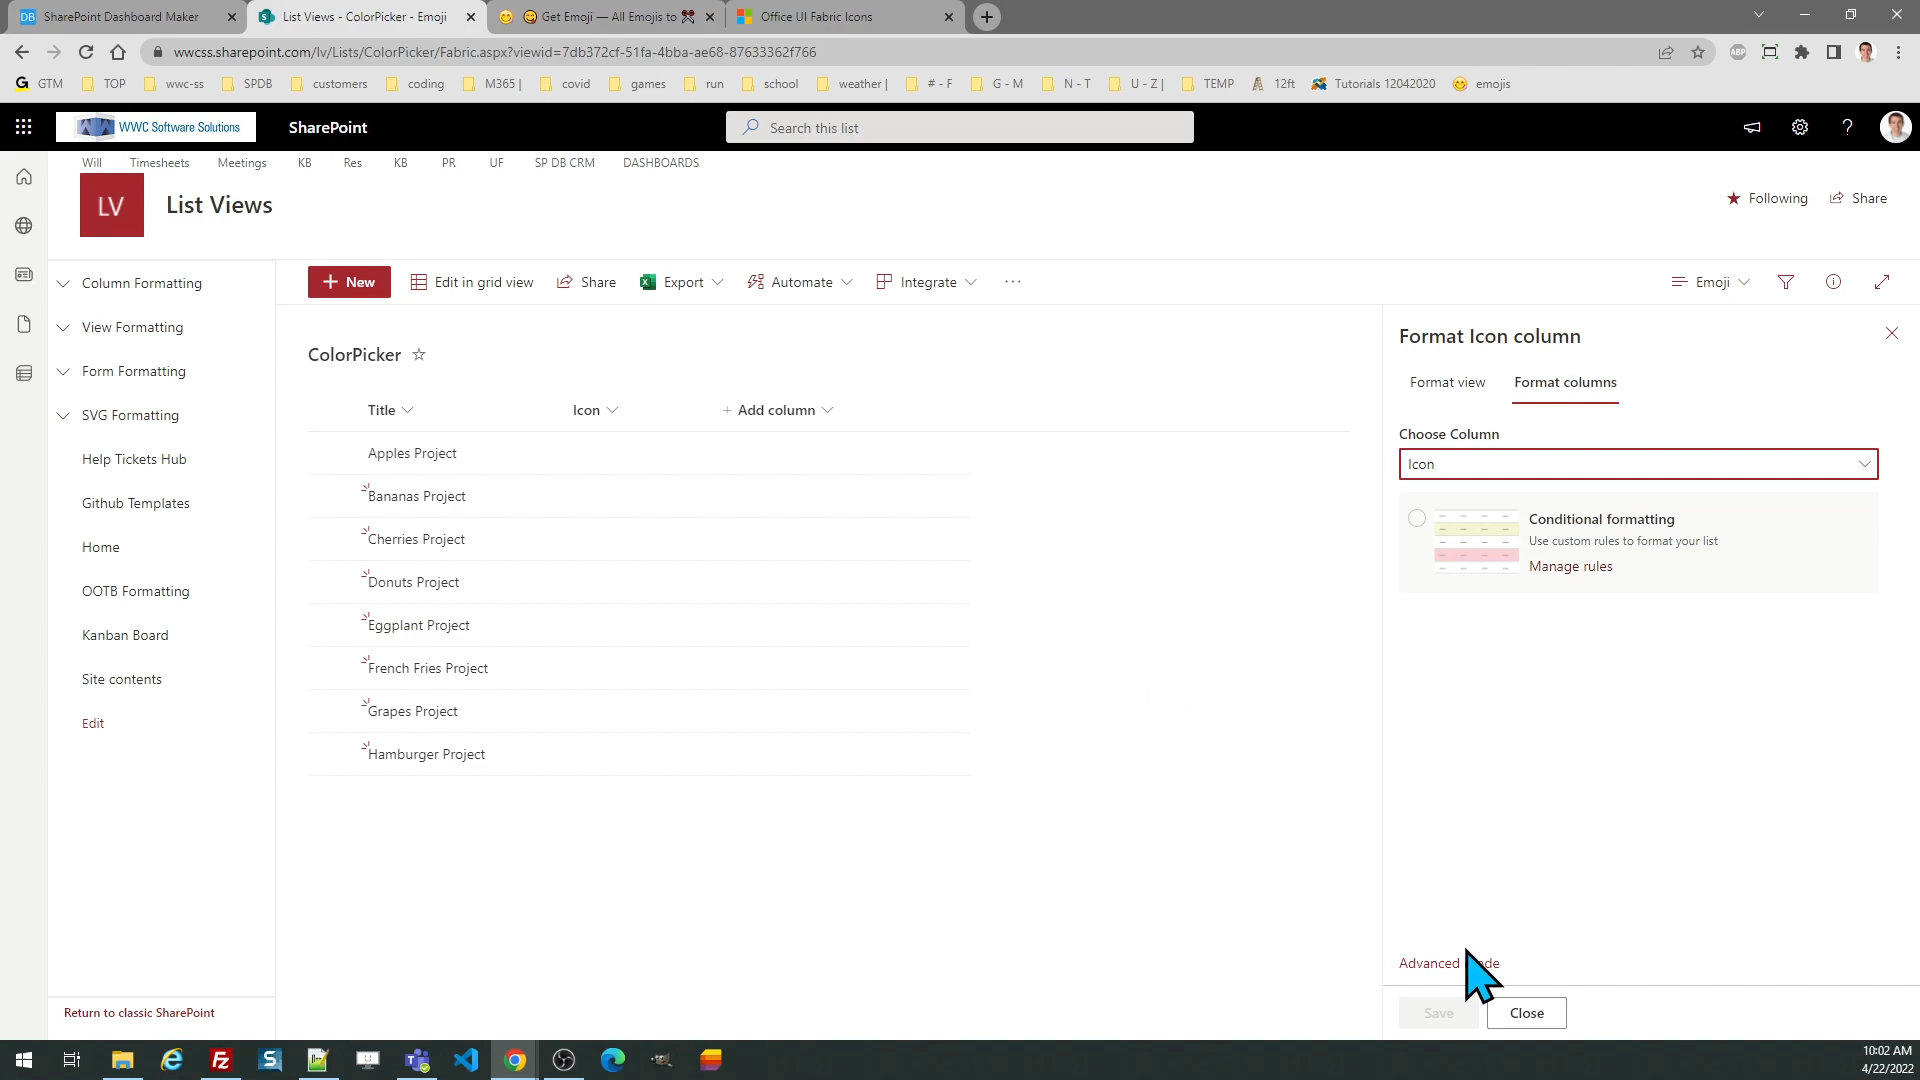 DB SharePoint Dashboard Maker
List Views - ColorPicker - Emoji
Get Emoji — All Emojis to
Office UI Fabric Icons
wwcss.sharepoint.com/lv/Lists/ColorPicker/Fabric.aspx?viewid=7db372cf-51fa-4bba-ae68-87633362f766
ABP
G GTM TOP wwc-ss SPDB customers coding M365 | covid games run school weather | # - F G - M N - T U - Z | TEMP 12ft Tutorials 12042020 emojis
WWC Software Solutions
SharePoint
Search this list
?
Will Timesheets Meetings KB Res KB PR UF SP DB CRM DASHBOARDS
LV
List Views
Following
Share
Column Formatting
View Formatting
Form Formatting
SVG Formatting
Help Tickets Hub
Github Templates
Home
OOTB Formatting
Kanban Board
Site contents
Edit
Return to classic SharePoint
+ New Edit in grid view Share Export Automate Integrate ···
Emoji
ColorPicker
Title Icon + Add column
Apples Project
Bananas Project
Cherries Project
Donuts Project
Eggplant Project
French Fries Project
Grapes Project
Hamburger Project
Format Icon column
Format view Format columns
Choose Column
Icon
Conditional formatting
Use custom rules to format your list
Manage rules
Advanced
Save Close
10:02 AM
4/22/2022